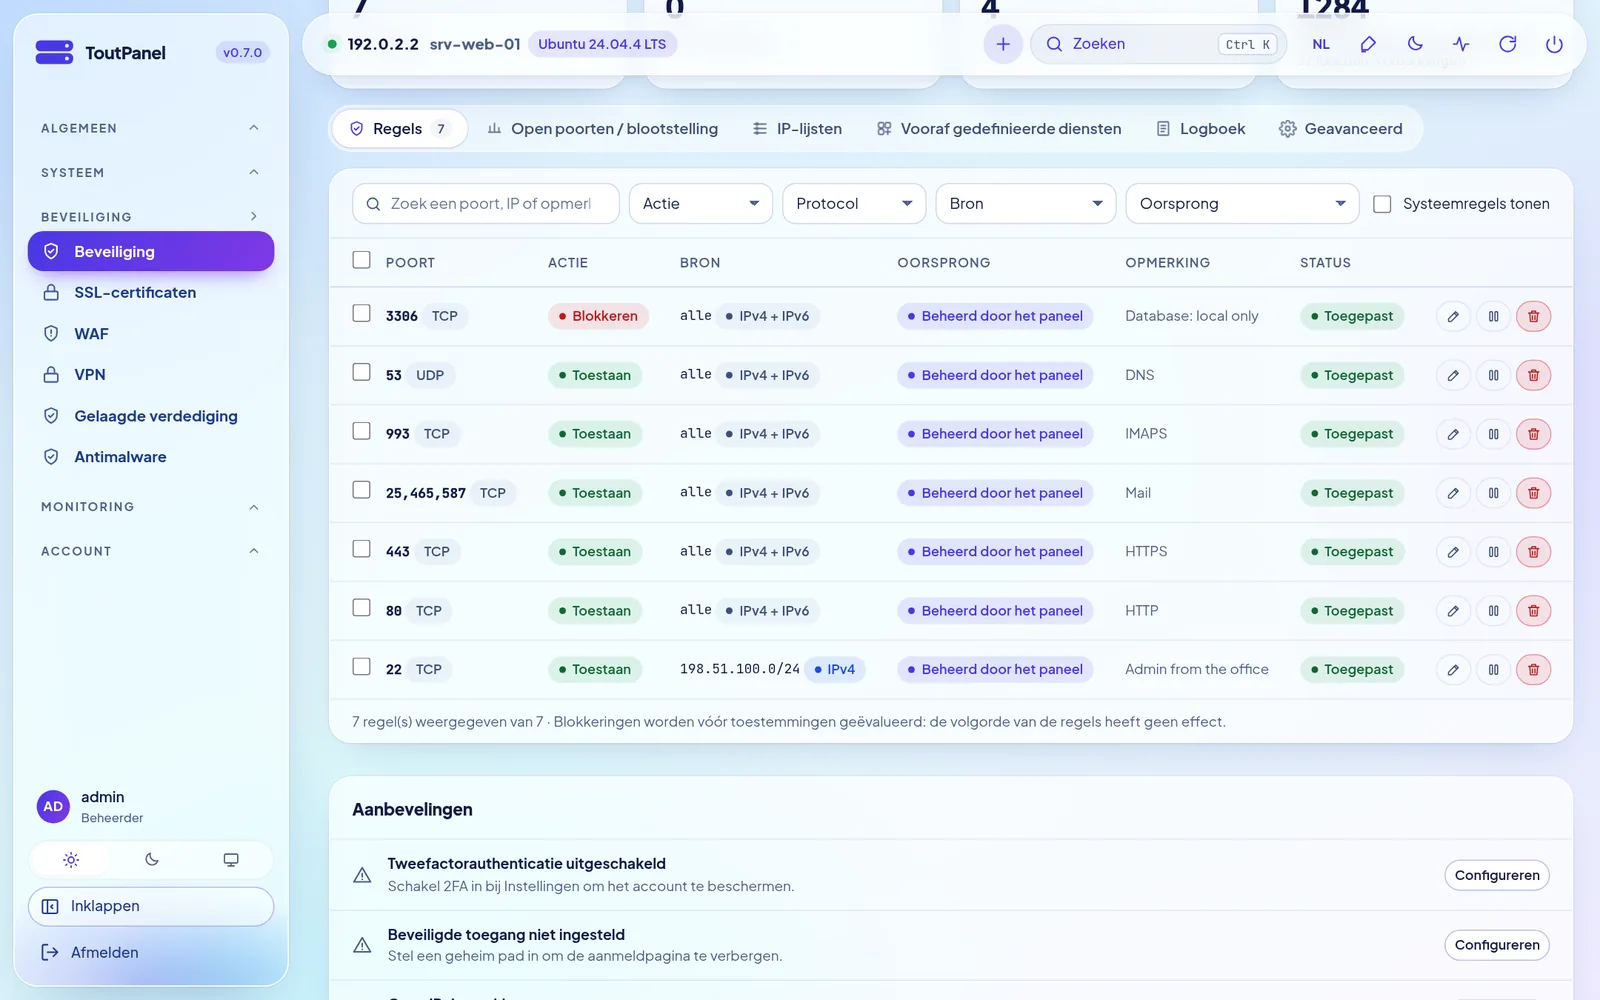 ToutPanel v0.7.0
ALGEMEEN
SYSTEEM
BEVEILIGING
Beveiliging
SSL-certificaten
WAF
VPN
Gelaagde verdediging
Antimalware
MONITORING
ACCOUNT
AD admin
Beheerder
Inklappen
Afmelden
7 0 4 1284
192.0.2.2 srv-web-01 Ubuntu 24.04.4 LTS Zoeken Ctrl K NL
Regels 7 Open poorten / blootstelling IP-lijsten Vooraf gedefinieerde diensten Logboek Geavanceerd
Zoek een poort, IP of opmerl Actie Protocol Bron Oorsprong Systeemregels tonen
POORT ACTIE BRON OORSPRONG OPMERKING STATUS
3306 TCP Blokkeren alle IPv4 + IPv6 Beheerd door het paneel Database: local only Toegepast
53 UDP Toestaan alle IPv4 + IPv6 Beheerd door het paneel DNS Toegepast
993 TCP Toestaan alle IPv4 + IPv6 Beheerd door het paneel IMAPS Toegepast
25,465,587 TCP Toestaan alle IPv4 + IPv6 Beheerd door het paneel Mail Toegepast
443 TCP Toestaan alle IPv4 + IPv6 Beheerd door het paneel HTTPS Toegepast
80 TCP Toestaan alle IPv4 + IPv6 Beheerd door het paneel HTTP Toegepast
22 TCP Toestaan 198.51.100.0/24 IPv4 Beheerd door het paneel Admin from the office Toegepast
7 regel(s) weergegeven van 7 · Blokkeringen worden vóór toestemmingen geëvalueerd: de volgorde van de regels heeft geen effect.
Aanbevelingen
Tweefactorauthenticatie uitgeschakeld
Schakel 2FA in bij Instellingen om het account te beschermen.
Configureren
Beveiligde toegang niet ingesteld
Stel een geheim pad in om de aanmeldpagina te verbergen.
Configureren